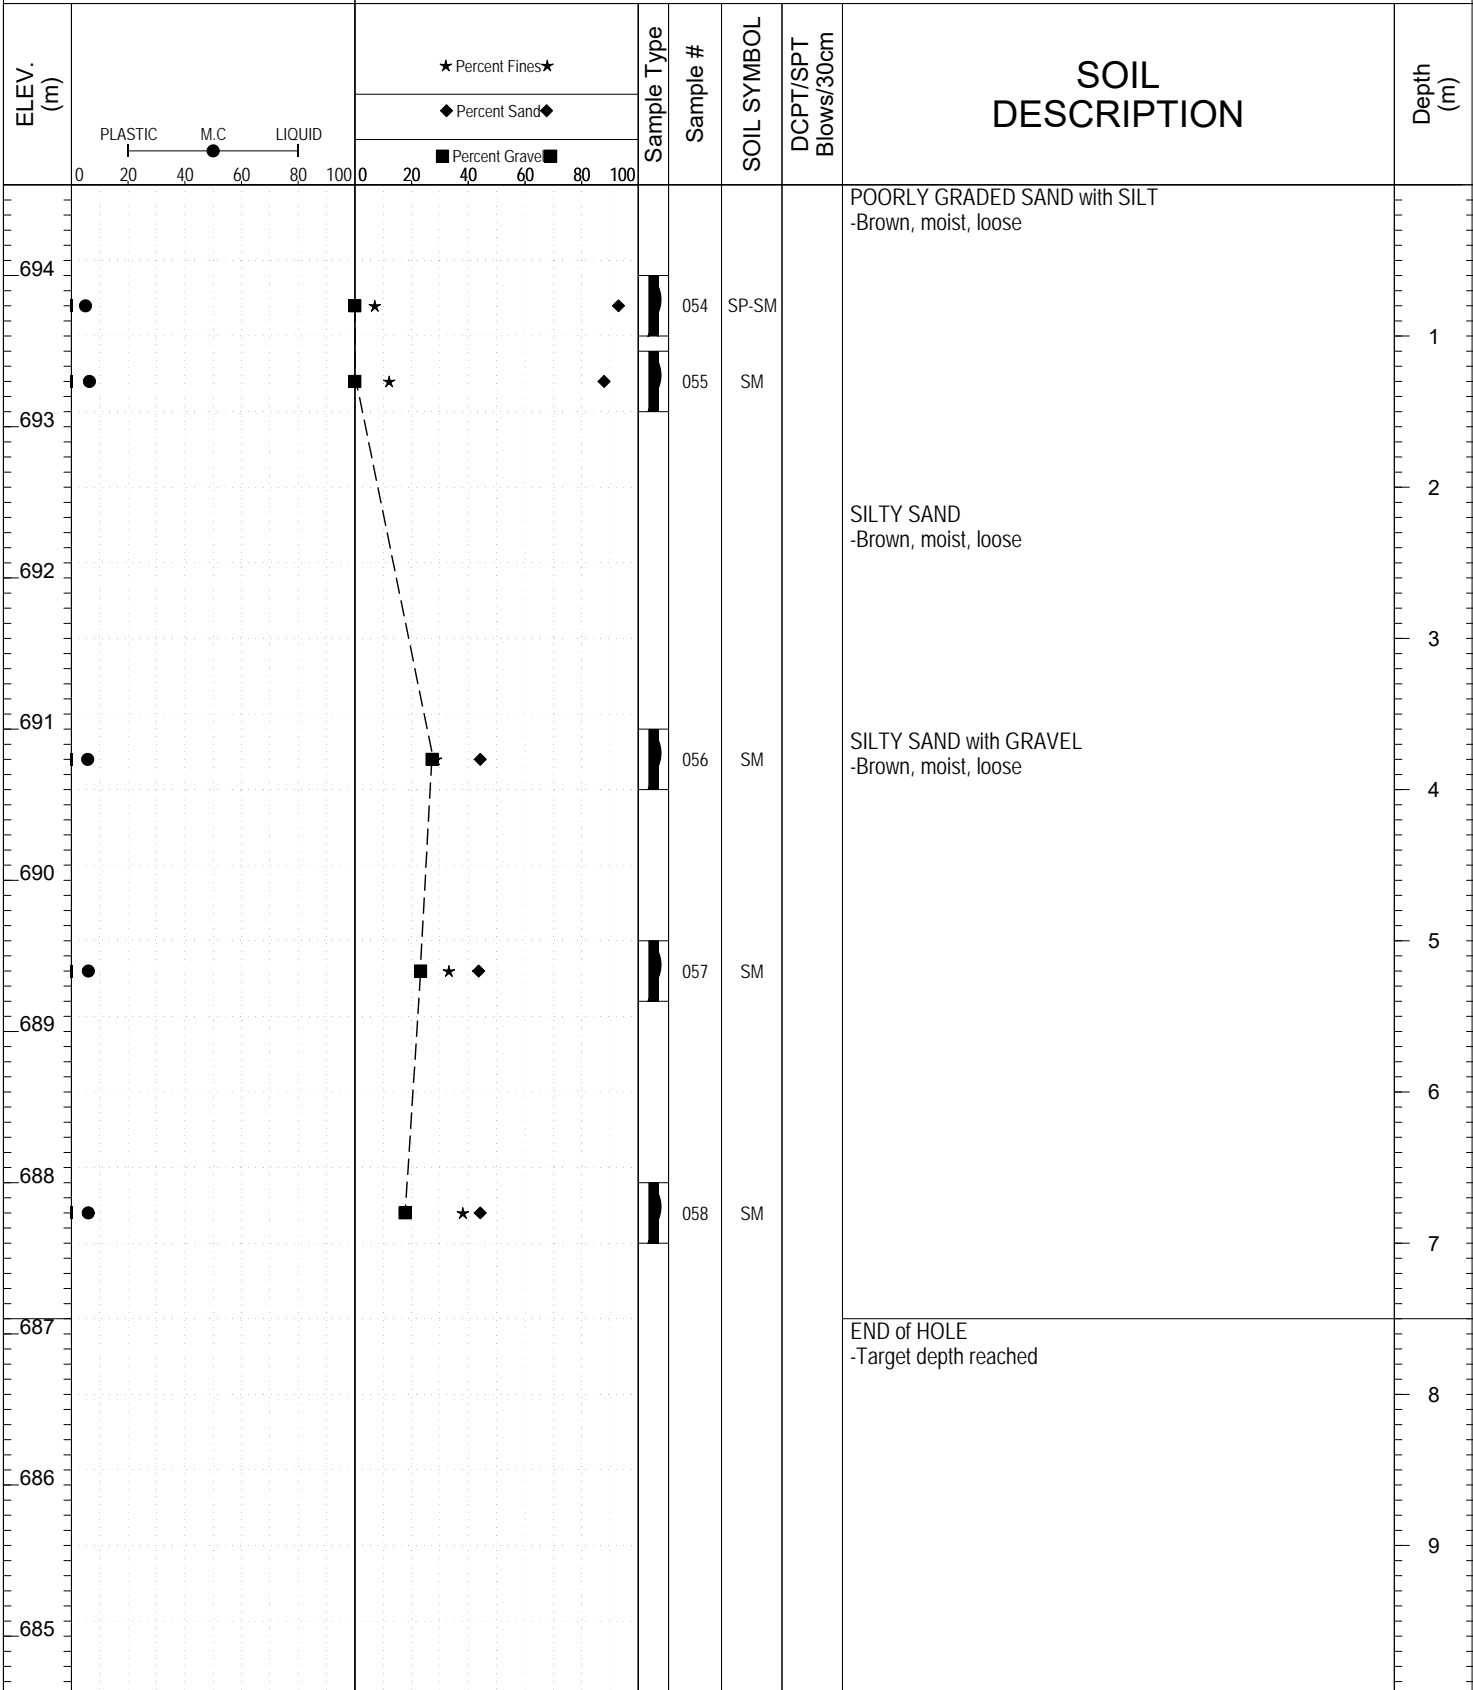 ELEV.
(m)
PLASTIC M.C LIQUID
0 20 40 60 80 100
★ Percent Fines ★
◆ Percent Sand ◆
■ Percent Gravel ■
0 20 40 60 80 100
Sample Type
Sample #
SOIL SYMBOL
DCPT/SPT
Blows/30cm
SOIL
DESCRIPTION
Depth
(m)
POORLY GRADED SAND with SILT
-Brown, moist, loose
694
054 SP-SM
1
055 SM
693
2
SILTY SAND
-Brown, moist, loose
692
3
691
SILTY SAND with GRAVEL
056 SM
-Brown, moist, loose
4
690
5
057 SM
689
6
688
058 SM
7
687
END of HOLE
-Target depth reached
8
686
9
685